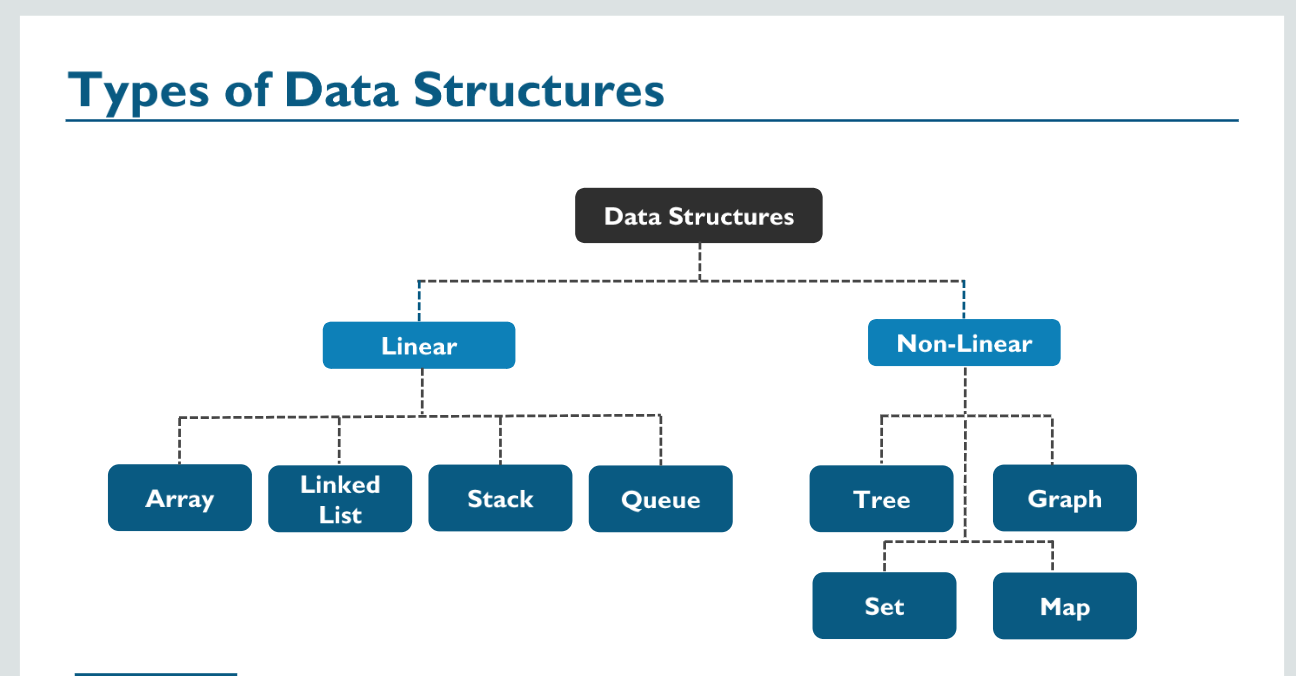 Types of Data Structures
Data Structures
Linear
Non-Linear
Array
Linked
List
Stack
Queue
Tree
Graph
Set
Map